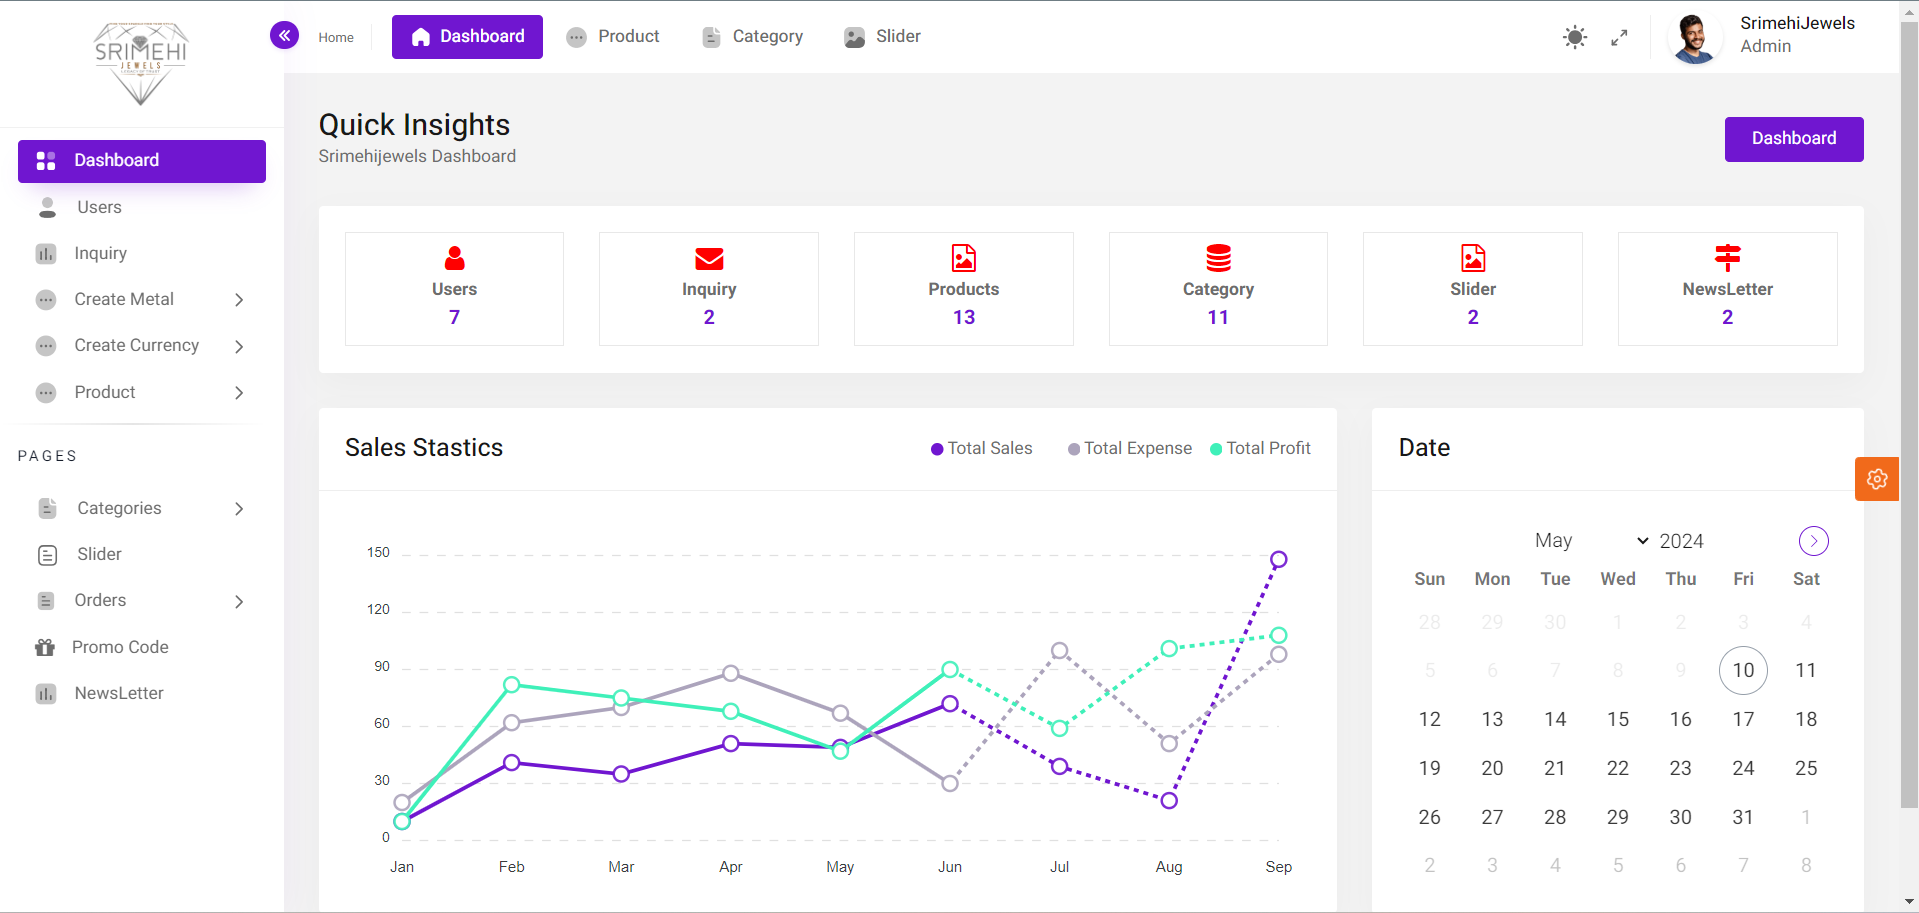 SRIMEHI
JEWELS
Home
Dashboard
Product
Category
Slider
SrimehiJewels
Admin
Dashboard
Users
Inquiry
Create Metal
Create Currency
Product
PAGES
Categories
Slider
Orders
Promo Code
NewsLetter
Quick Insights
Srimehijewels Dashboard
Dashboard
Users
7
Inquiry
2
Products
13
Category
11
Slider
2
NewsLetter
2
Sales Stastics
Total Sales
Total Expense
Total Profit
150
120
90
60
30
0
Jan Feb Mar Apr May Jun Jul Aug Sep
Date
May 2024
Sun Mon Tue Wed Thu Fri Sat
28 29 30 1 2 3 4
5 6 7 8 9 10 11
12 13 14 15 16 17 18
19 20 21 22 23 24 25
26 27 28 29 30 31 1
2 3 4 5 6 7 8